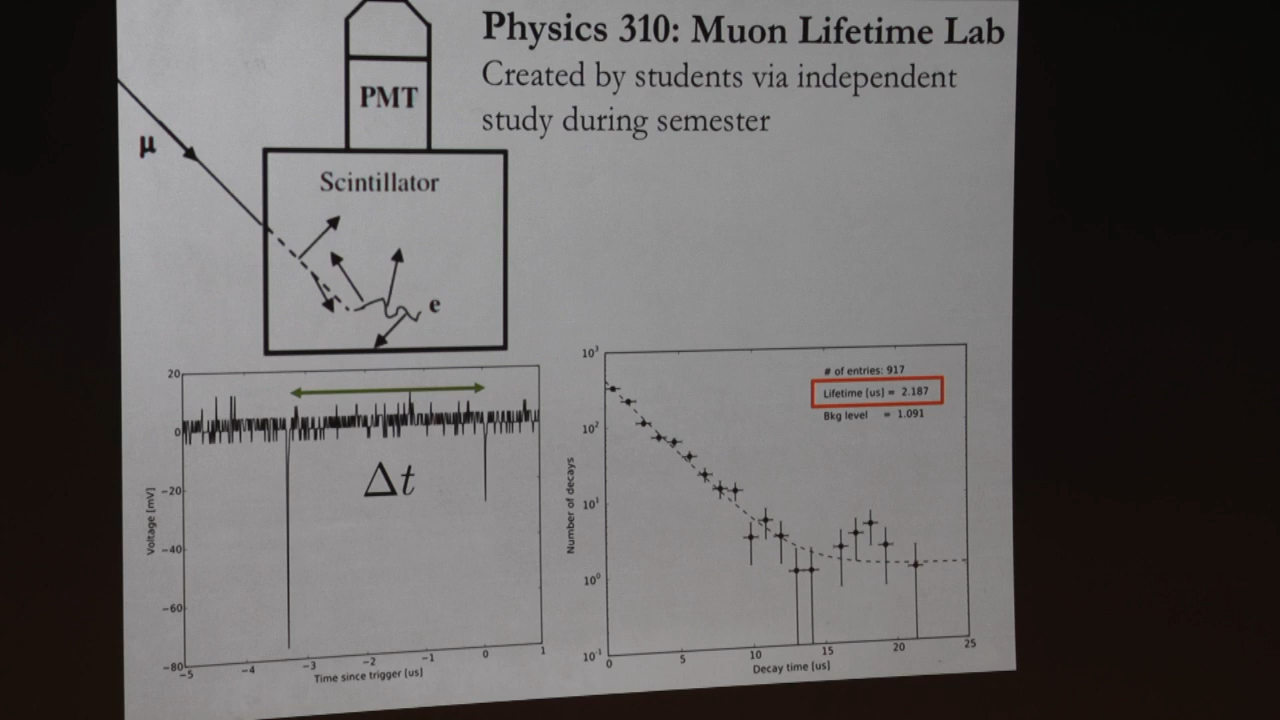 Physics 310: Muon Lifetime Lab
Created by students via independent
study during semester
PMT
μ
Scintillator
e
20
0
−20
−40
−60
−80
Voltage [mV]
Δt
−5 −4 −3 −2 −1 0 1
Time since trigger [us]
10³
10²
10¹
10⁰
10⁻¹
Number of decays
# of entries: 917
Lifetime [us] = 2.187
Bkg level = 1.091
0 5 10 15 20 25
Decay time [us]